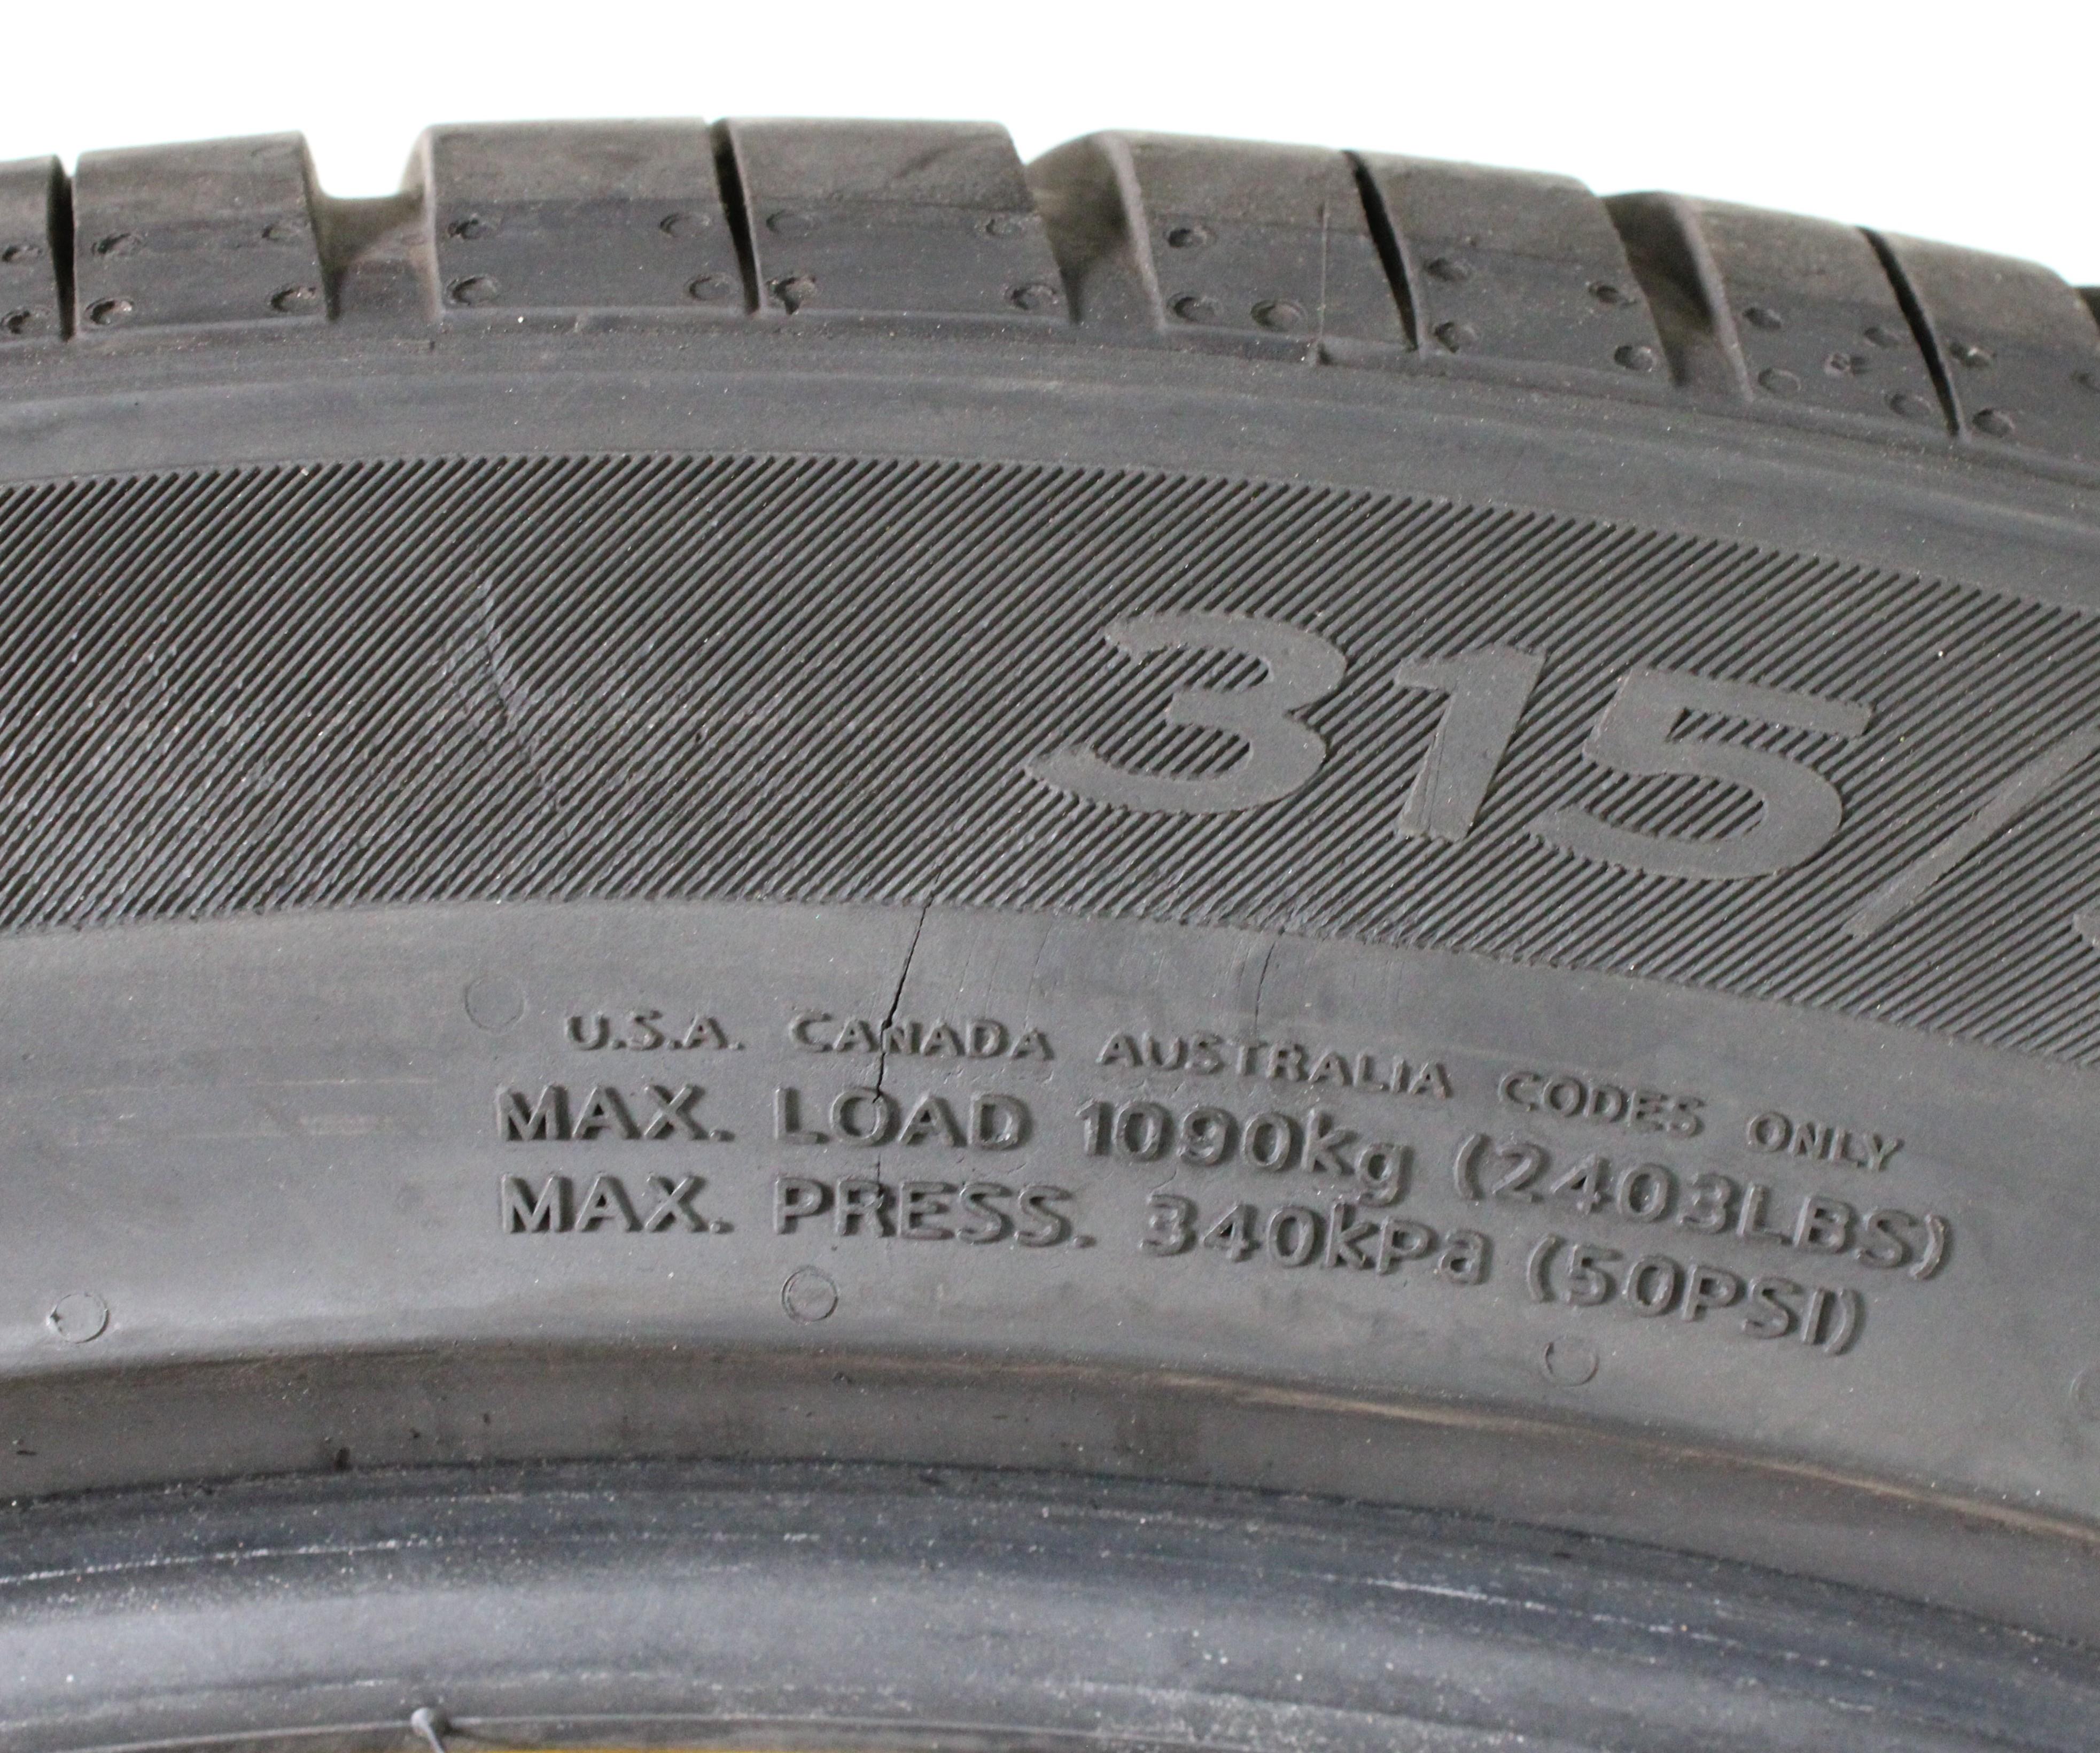 315/
U.S.A. CANADA AUSTRALIA CODES ONLY
MAX. LOAD 1090kg (2403LBS)
MAX. PRESS. 340kPa (50PSI)